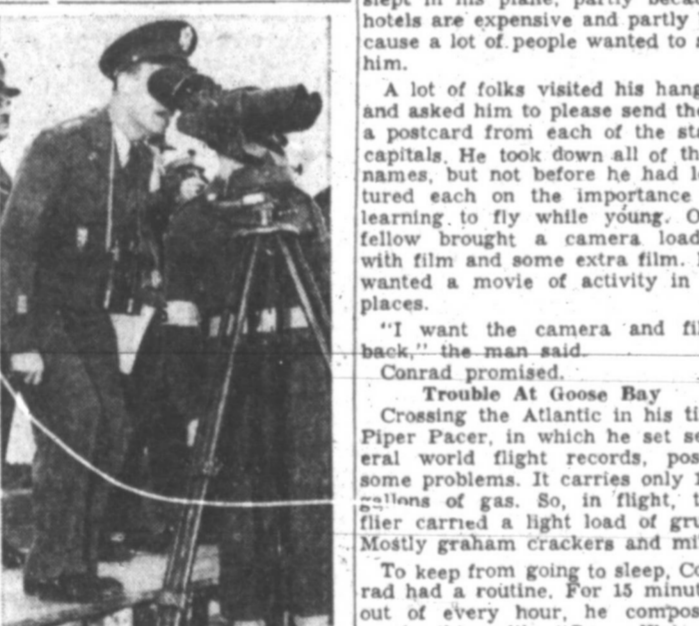 slept in his plane, partly beca
hotels are expensive and partly
cause a lot of people wanted to
him.
A lot of folks visited his hang
and asked him to please send the
a postcard from each of the st
capitals. He took down all of th
names, but not before he had l
tured each on the importance
learning to fly while young. O
fellow brought a camera load
with film and some extra film.
wanted a movie of activity in
places.
"I want the camera and fil
back," the man said.
Conrad promised.
Trouble At Goose Bay
Crossing the Atlantic in his ti
Piper Pacer, in which he set se
eral world flight records, pos
some problems. It carries only 1
gallons of gas. So, in flight,
flier carried a light load of gru
Mostly graham crackers and mi
To keep from going to sleep, Co
rad had a routine. For 15 minut
out of every hour, he compos